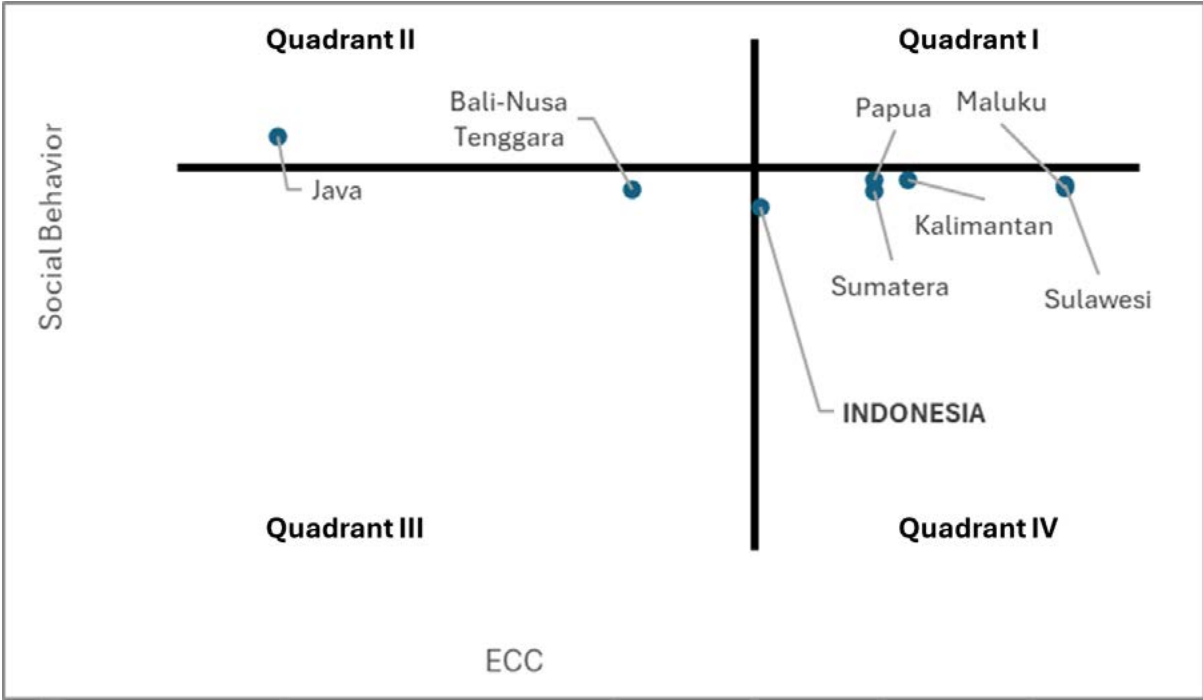 Quadrant II
Quadrant I
Bali-Nusa
Tenggara
Papua
Maluku
Social Behavior
Java
Kalimantan
Sumatera
Sulawesi
INDONESIA
Quadrant III
Quadrant IV
ECC